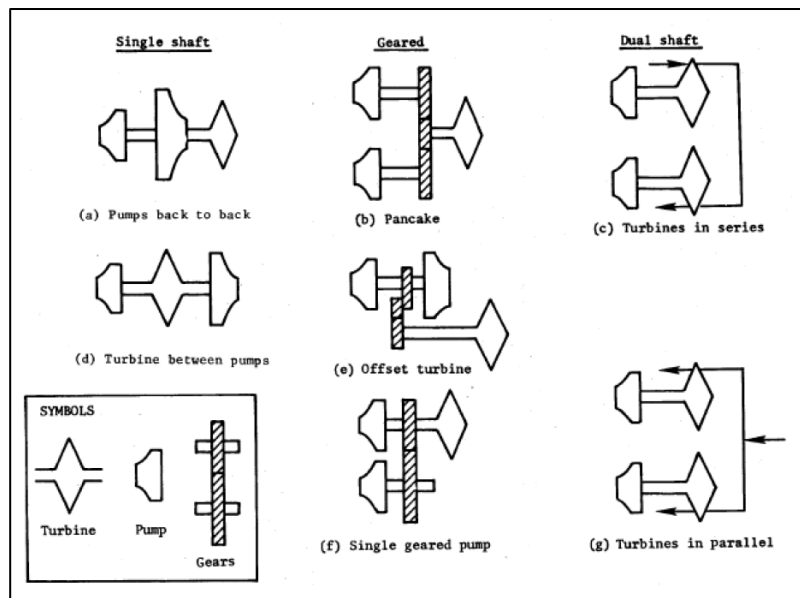 Single shaft
Geared
Dual shaft
(a) Pumps back to back
(b) Pancake
(c) Turbines in series
(d) Turbine between pumps
(e) Offset turbine
SYMBOLS
Turbine
Pump
Gears
(f) Single geared pump
(g) Turbines in parallel